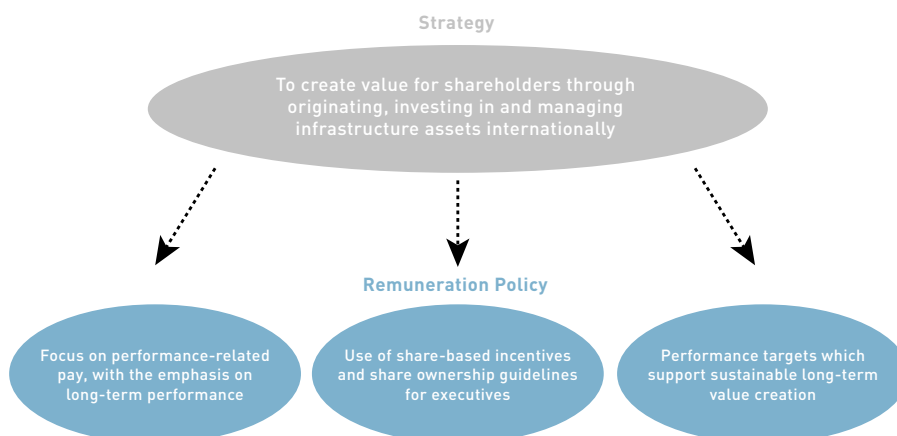 Strategy
To create value for shareholders through
originating, investing in and managing
infrastructure assets internationally
Remuneration Policy
Focus on performance-related
pay, with the emphasis on
long-term performance
Use of share-based incentives
and share ownership guidelines
for executives
Performance targets which
support sustainable long-term
value creation